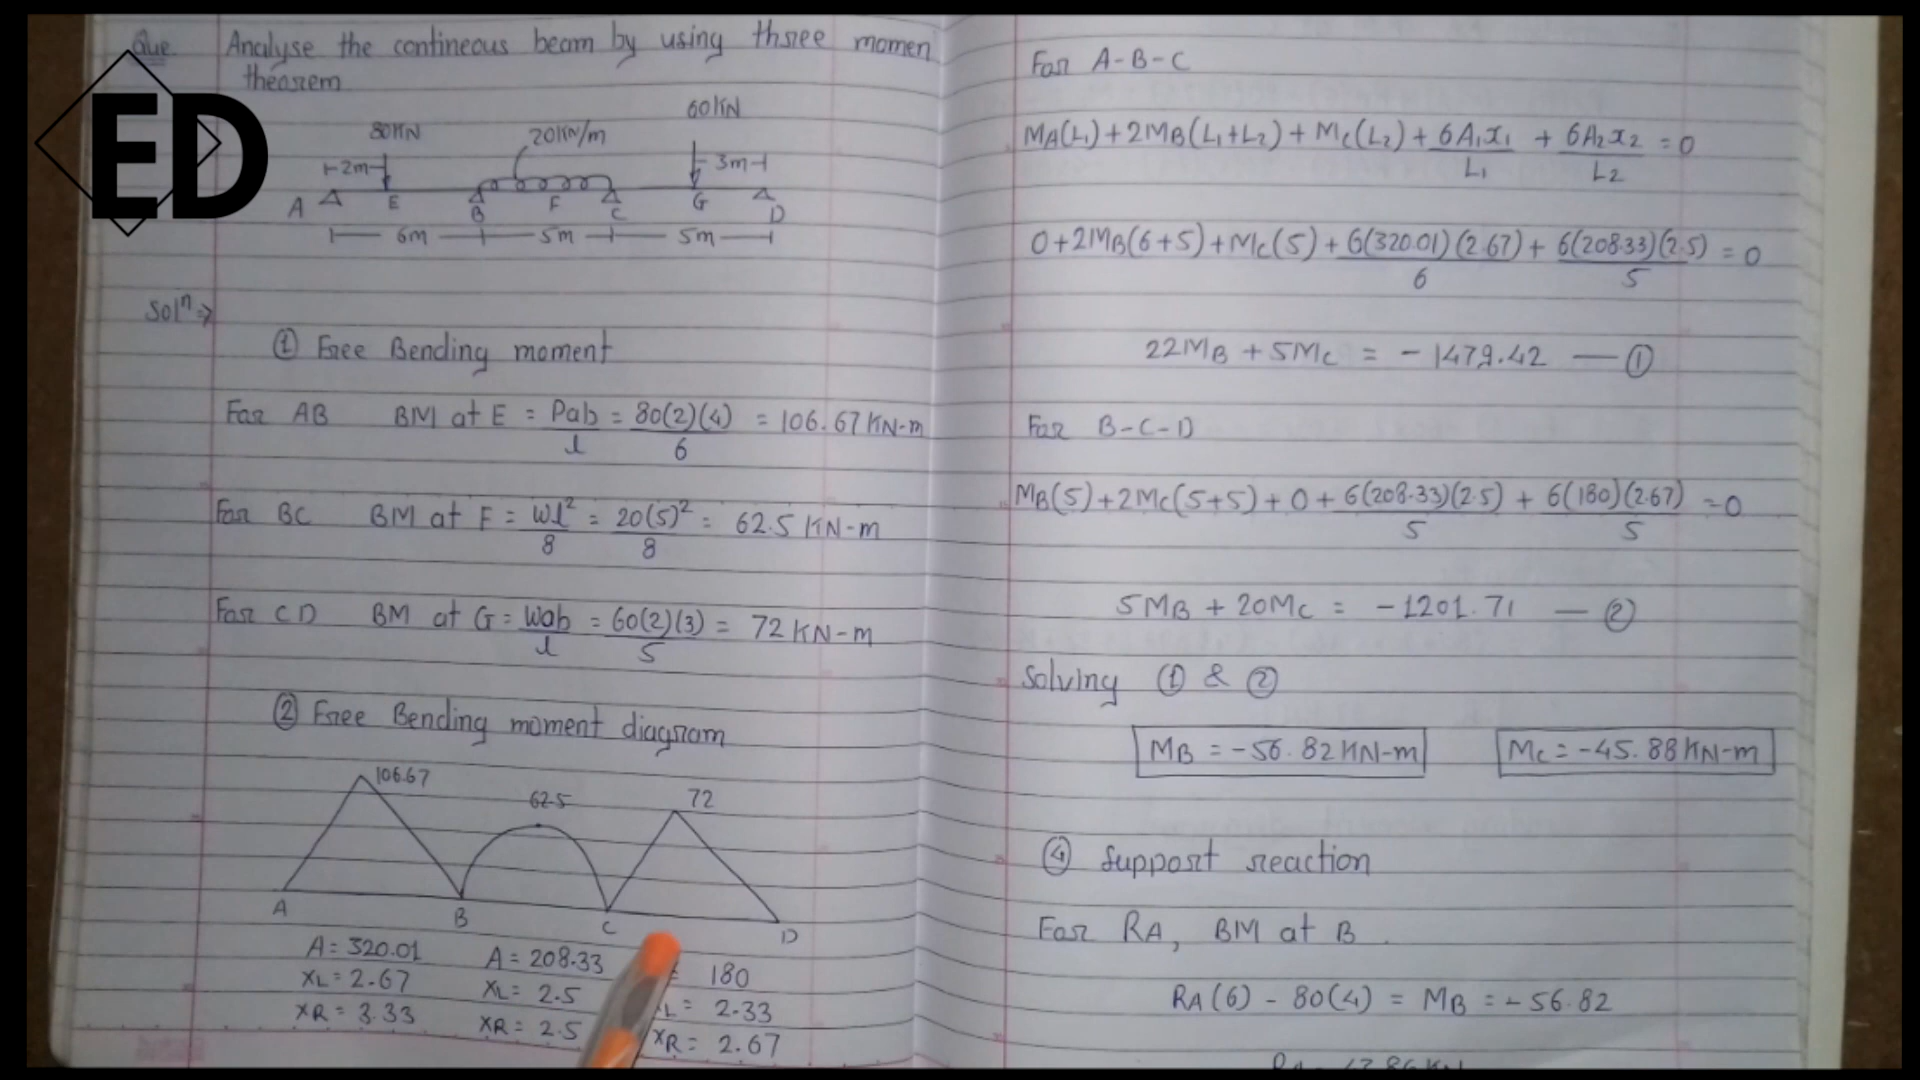 Que. Analyse the contineous beam by using three momen
theorem
ED
80KN
20KN/m
60KN
2m
3m
A E B F C G D
6m 5m 5m
Solⁿ ⇒
① Free Bending moment
For AB BM at E = Pab/l = 80(2)(4)/6 = 106.67 KN-m
For BC BM at F = wl²/8 = 20(5)²/8 = 62.5 KN-m
For CD BM at G = wab/l = 60(2)(3)/5 = 72 KN-m
② Free Bending moment diagram
106.67
62.5
72
A B C D
A = 320.01 A = 208.33 = 180
xL = 2.67 xL = 2.5 L = 2.33
xR = 3.33 xR = 2.5 xR = 2.67
For A-B-C
MA(L₁) + 2MB(L₁+L₂) + Mc(L₂) + 6A₁x₁/L₁ + 6A₂x₂/L₂ = 0
0 + 2MB(6+5) + Mc(5) + 6(320.01)(2.67)/6 + 6(208.33)(2.5)/5 = 0
22MB + 5Mc = - 1479.42 — ①
For B-C-D
MB(5) + 2Mc(5+5) + 0 + 6(208.33)(2.5)/5 + 6(180)(2.67)/5 = 0
5MB + 20Mc = -1201.71 — ②
Solving ① & ②
MB = -56.82 KN-m Mc = -45.88 KN-m
④ Support reaction
For RA, BM at B.
RA(6) - 80(4) = MB = -56.82